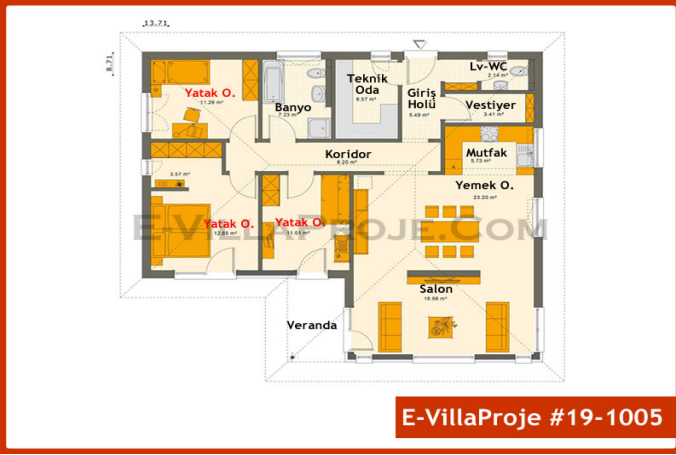 13.71
8.71
Yatak O.
11.26 m²
Banyo
7.23 m²
Teknik
Oda
6.57 m²
Giriş
Holü
5.49 m²
Lv-WC
2.14 m²
Vestiyer
3.41 m²
Koridor
8.20 m²
Mutfak
5.73 m²
Yemek O.
23.20 m²
3.57 m²
Yatak O.
12.86 m²
Yatak O.
11.01 m²
E-VillaProje.Com
Salon
18.98 m²
Veranda
E-VillaProje #19-1005